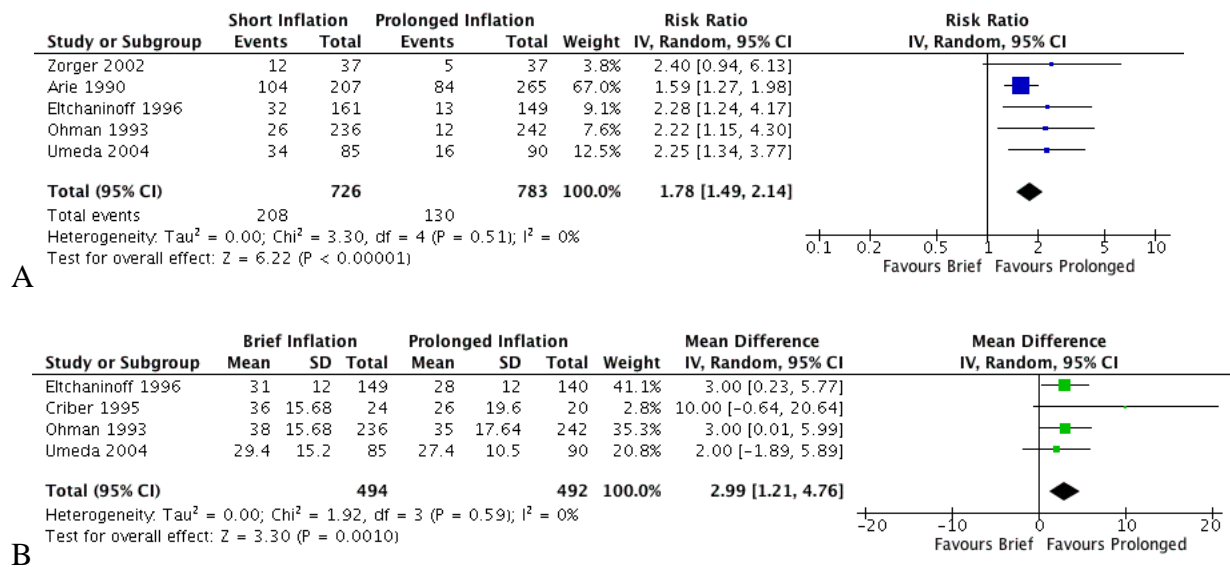 Short Inflation Prolonged Inflation Risk Ratio Risk Ratio
Study or Subgroup Events Total Events Total Weight IV, Random, 95% CI IV, Random, 95% CI
Zorger 2002 12 37 5 37 3.8% 2.40 [0.94, 6.13]
Arie 1990 104 207 84 265 67.0% 1.59 [1.27, 1.98]
Eltchaninoff 1996 32 161 13 149 9.1% 2.28 [1.24, 4.17]
Ohman 1993 26 236 12 242 7.6% 2.22 [1.15, 4.30]
Umeda 2004 34 85 16 90 12.5% 2.25 [1.34, 3.77]
Total (95% CI) 726 783 100.0% 1.78 [1.49, 2.14]
Total events 208 130
Heterogeneity: Tau² = 0.00; Chi² = 3.30, df = 4 (P = 0.51); I² = 0%
Test for overall effect: Z = 6.22 (P < 0.00001)
0.1 0.2 0.5 1 2 5 10
Favours Brief Favours Prolonged
A
Brief Inflation Prolonged Inflation Mean Difference Mean Difference
Study or Subgroup Mean SD Total Mean SD Total Weight IV, Random, 95% CI IV, Random, 95% CI
Eltchaninoff 1996 31 12 149 28 12 140 41.1% 3.00 [0.23, 5.77]
Criber 1995 36 15.68 24 26 19.6 20 2.8% 10.00 [-0.64, 20.64]
Ohman 1993 38 15.68 236 35 17.64 242 35.3% 3.00 [0.01, 5.99]
Umeda 2004 29.4 15.2 85 27.4 10.5 90 20.8% 2.00 [-1.89, 5.89]
Total (95% CI) 494 492 100.0% 2.99 [1.21, 4.76]
Heterogeneity: Tau² = 0.00; Chi² = 1.92, df = 3 (P = 0.59); I² = 0%
Test for overall effect: Z = 3.30 (P = 0.0010)
-20 -10 0 10 20
Favours Brief Favours Prolonged
B